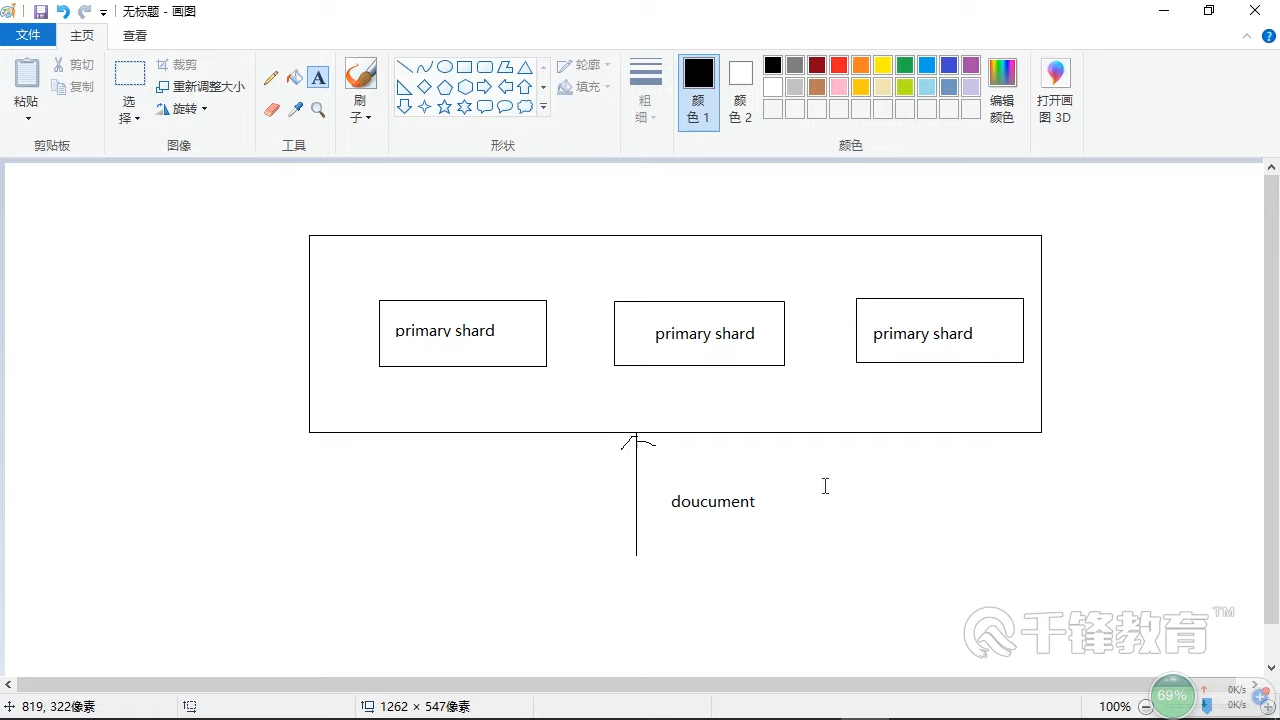 无标题 - 画图
文件 主页 查看
粘贴
剪切
复制
剪贴板
选择
裁剪
重新调整大小
旋转
图像
A
工具
刷子
轮廓
填充
形状
粗细
颜色 1
颜色 2
编辑颜色
颜色
打开画图 3D
primary shard
primary shard
primary shard
doucument
千锋教育™
819, 322像素
1262 × 547像素
100%
69%
0K/s
0K/s